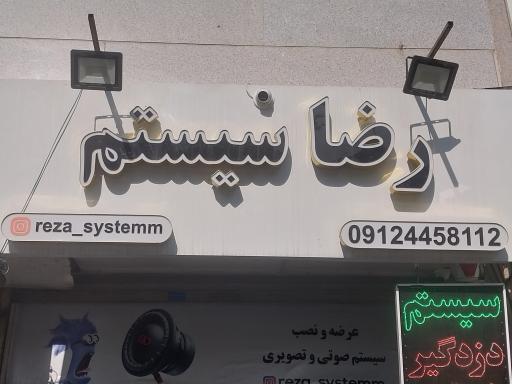 رضا سیستم
reza_systemm
09124458112
عرضه و نصب
سیستم صوتی و تصویری
reza_systemm
سیستم
دزدگیر